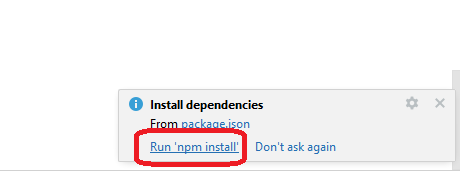 Install dependencies
From package.json
Run 'npm install' Don't ask again